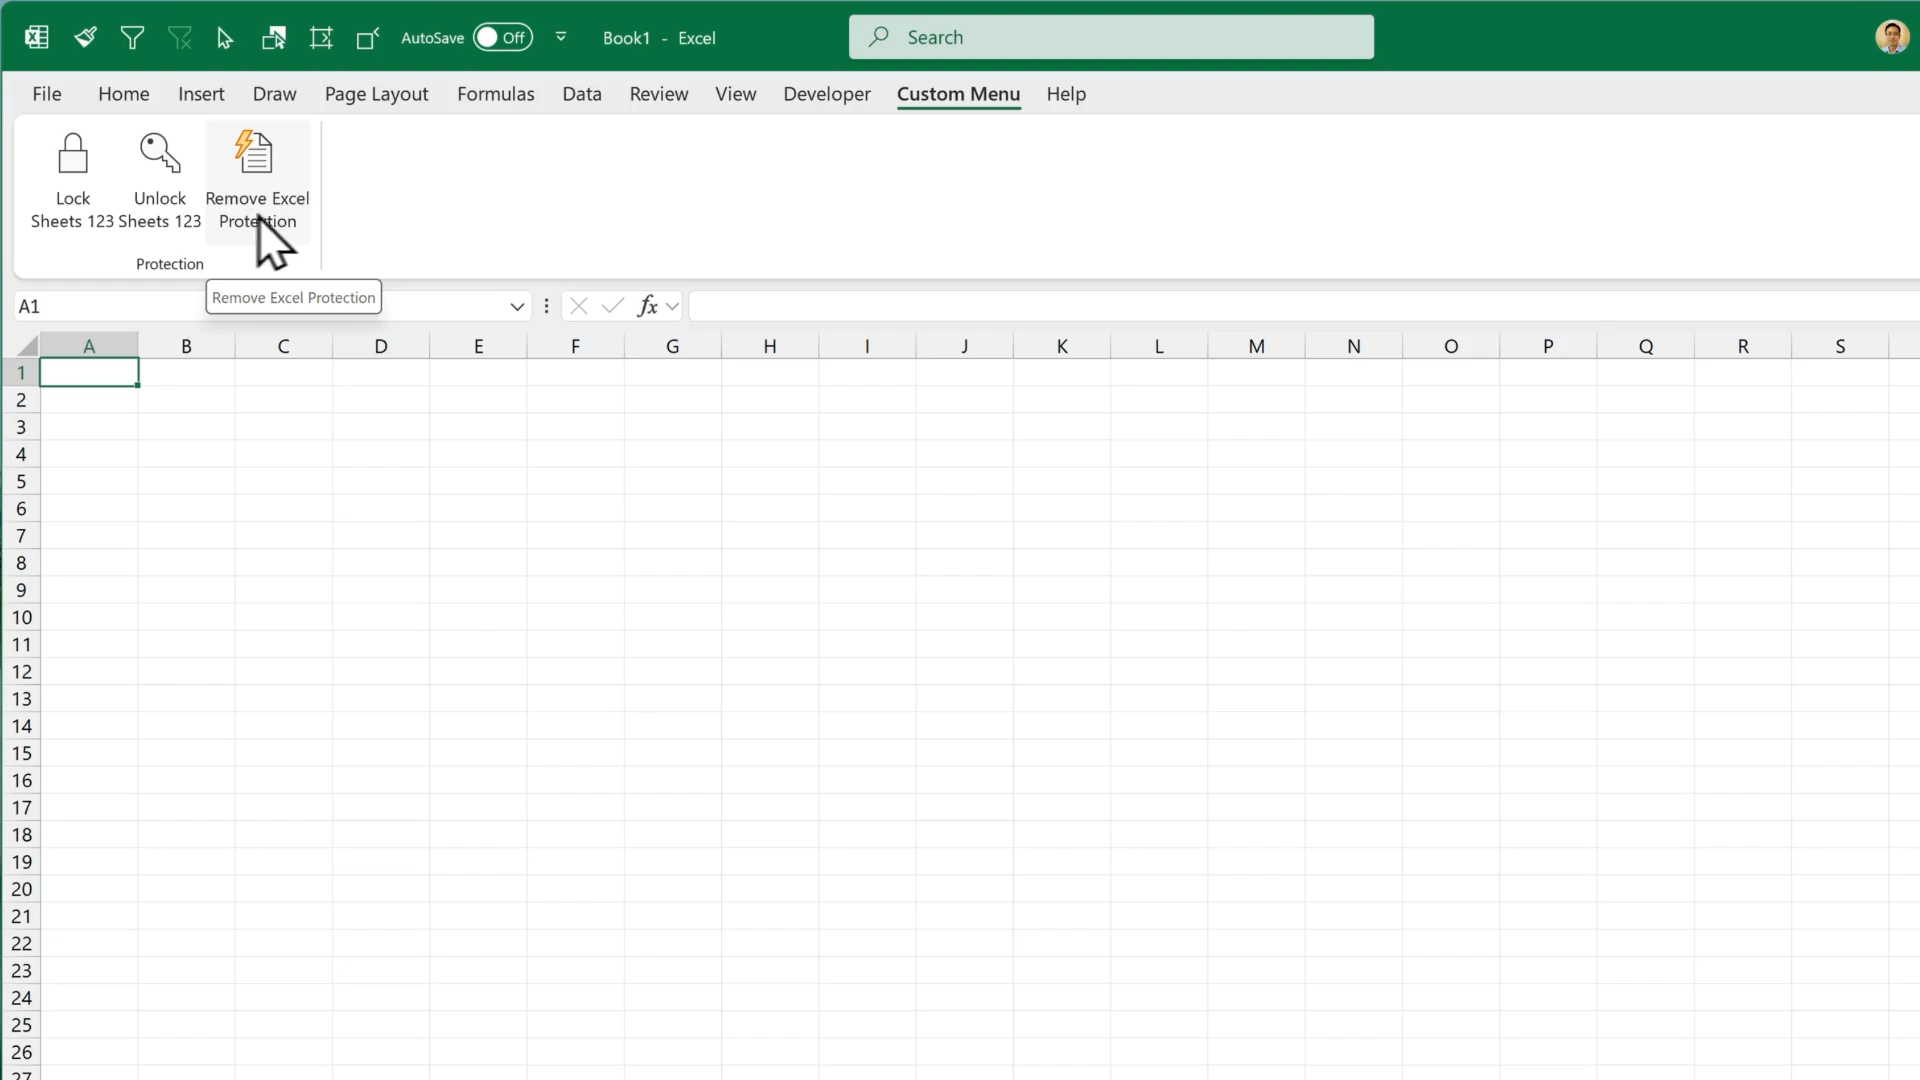 AutoSave Off Book1 - Excel Search
File Home Insert Draw Page Layout Formulas Data Review View Developer Custom Menu Help
Lock
Sheets 123
Unlock
Sheets 123
Remove Excel
Protection
Protection
Remove Excel Protection
A1 fx
A B C D E F G H I J K L M N O P Q R S
1
2
3
4
5
6
7
8
9
10
11
12
13
14
15
16
17
18
19
20
21
22
23
24
25
26
27